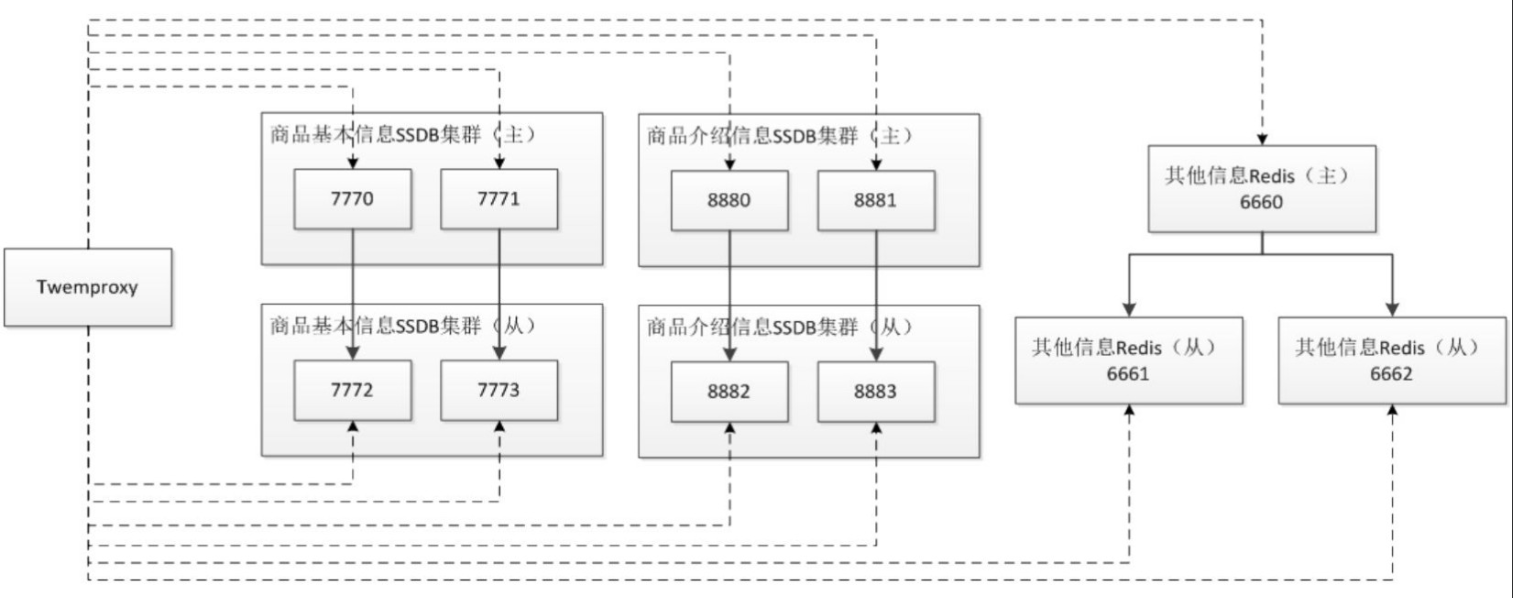 商品基本信息SSDB集群（主）
7770
7771
商品介绍信息SSDB集群（主）
8880
8881
其他信息Redis（主）
6660
Twemproxy
商品基本信息SSDB集群（从）
7772
7773
商品介绍信息SSDB集群（从）
8882
8883
其他信息Redis（从）
6661
其他信息Redis（从）
6662